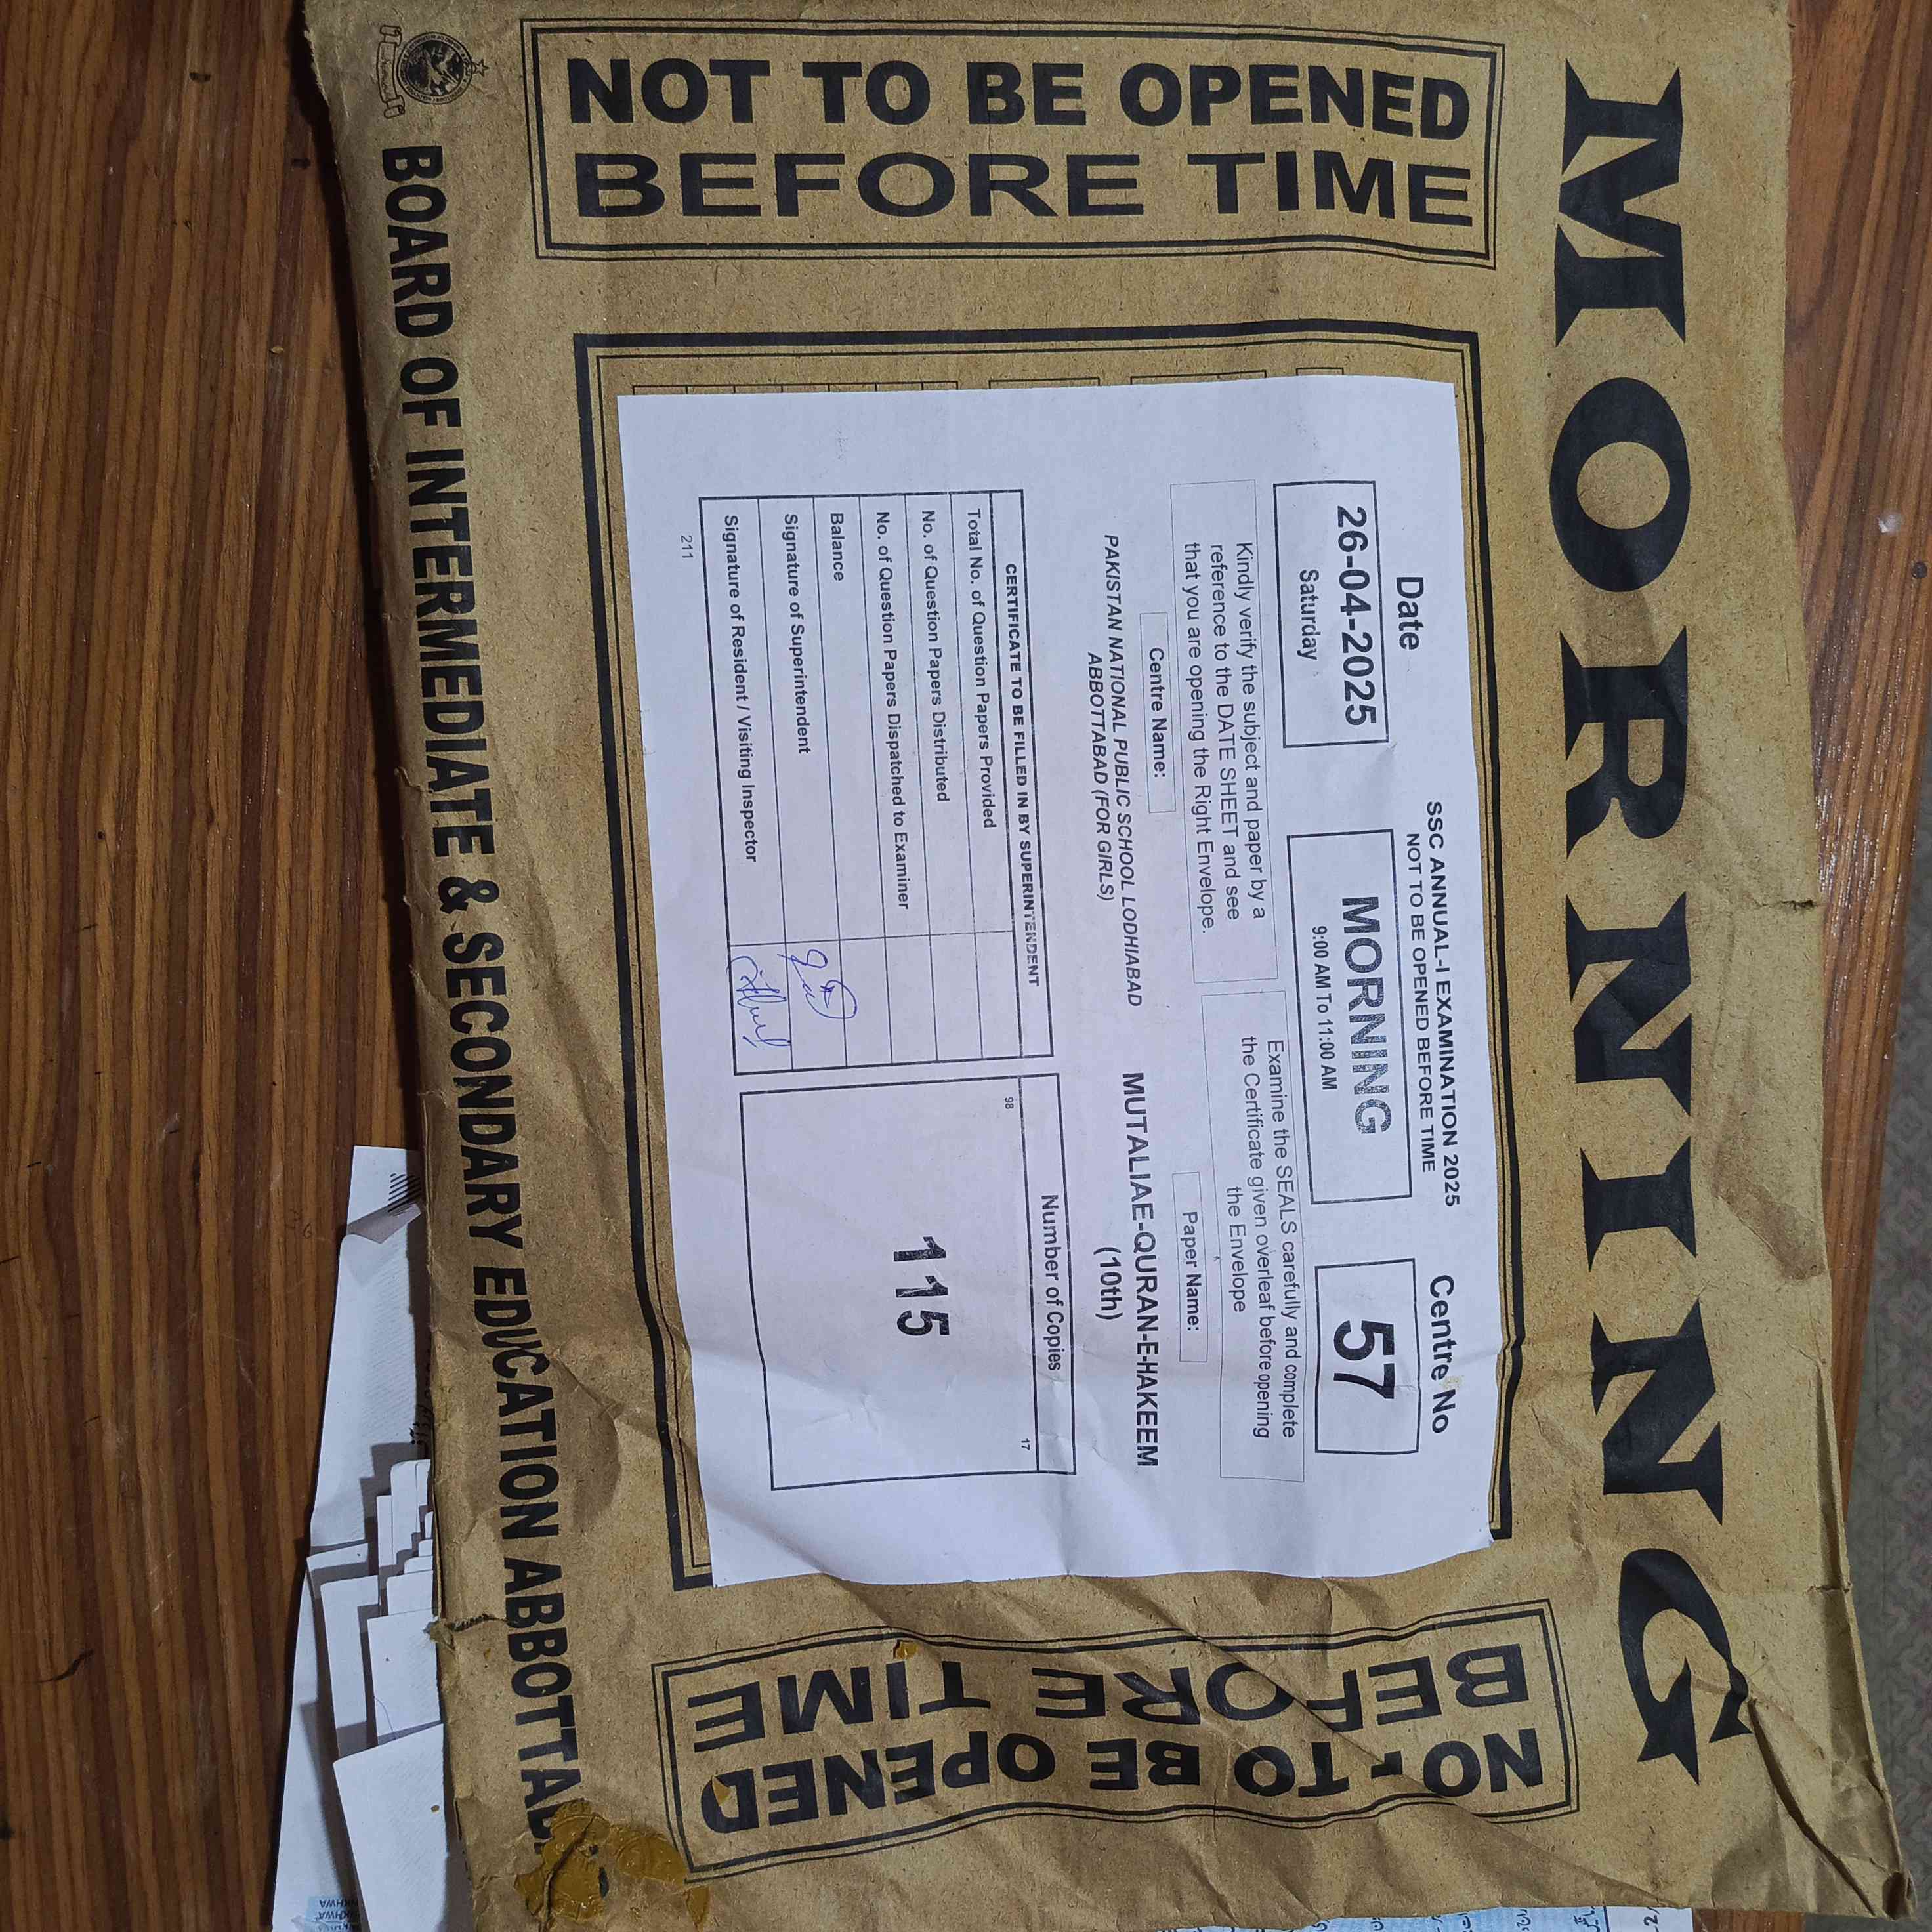 MORNING
NOT TO BE OPENED
BEFORE TIME
SSC ANNUAL-I EXAMINATION 2025
NOT TO BE OPENED BEFORE TIME
Date
26-04-2025
Saturday
MORNING
9:00 AM To 11:00 AM
Centre No
57
Kindly verify the subject and paper by a
reference to the DATE SHEET and see
that you are opening the Right Envelope.
Examine the SEALS carefully and complete
the Certificate given overleaf before opening
the Envelope
Centre Name:
PAKISTAN NATIONAL PUBLIC SCHOOL LODHIABAD
ABBOTTABAD (FOR GIRLS)
Paper Name:
MUTALIAE-QURAN-E-HAKEEM
(10th)
CERTIFICATE TO BE FILLED IN BY SUPERINTENDENT
Total No. of Question Papers Provided
No. of Question Papers Distributed
No. of Question Papers Dispatched to Examiner
Balance
Signature of Superintendent
Signature of Resident / Visiting Inspector
Number of Copies
98
17
115
211
NOT TO BE OPENED
BEFORE TIME
BOARD OF INTERMEDIATE & SECONDARY EDUCATION ABBOTTA